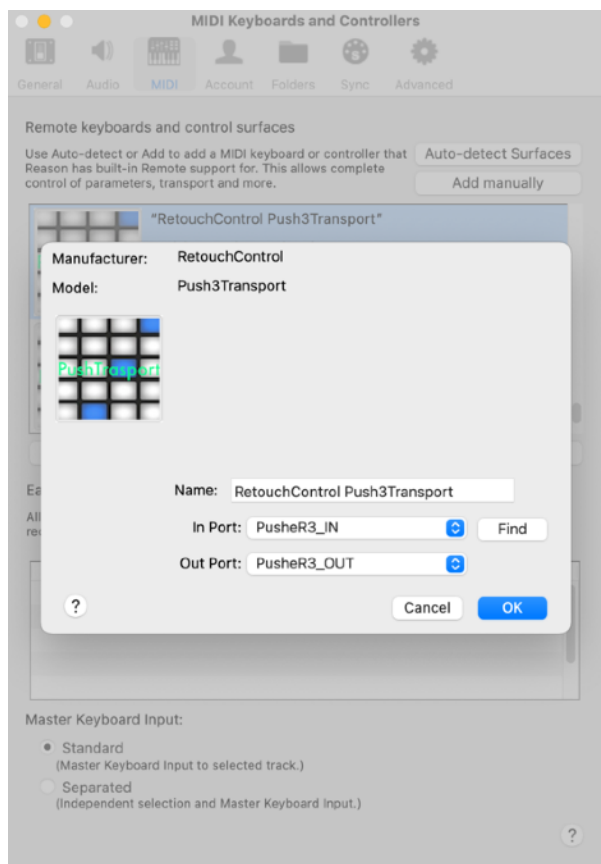 MIDI Keyboards and Controllers
General Audio MIDI Account Folders Sync Advanced
Remote keyboards and control surfaces
Use Auto-detect or Add to add a MIDI keyboard or controller that
Reason has built-in Remote support for. This allows complete
control of parameters, transport and more.
Auto-detect Surfaces
Add manually
"RetouchControl Push3Transport"
Manufacturer: RetouchControl
Model: Push3Transport
PushTrasport
Name: RetouchControl Push3Transport
In Port: PusheR3_IN Find
Out Port: PusheR3_OUT
? Cancel OK
Ea
All
rec
Master Keyboard Input:
Standard
(Master Keyboard Input to selected track.)
Separated
(Independent selection and Master Keyboard Input.)
?